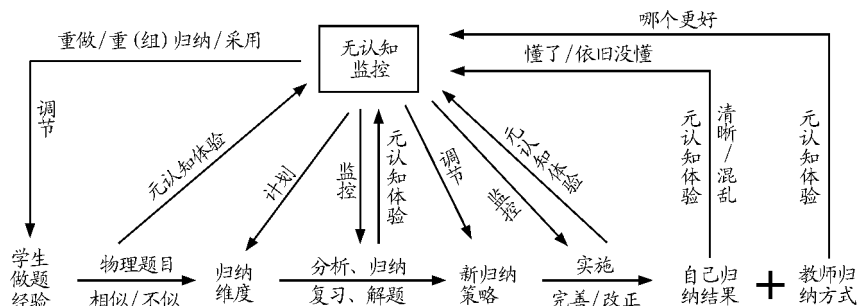 哪个更好
重做/重(组)归纳/采用
无认知
监控
懂了/依旧没懂
调节
元认知体验
计划
监控
元认知体验
调节
监控
元认知体验
元认知体验
清晰/混乱
元认知体验
学生
做题
经验
物理题目
相似/不似
归纳
维度
分析、归纳
复习、解题
新归纳
策略
实施
完善/改正
自己归
纳结果
+
教师归
纳方式